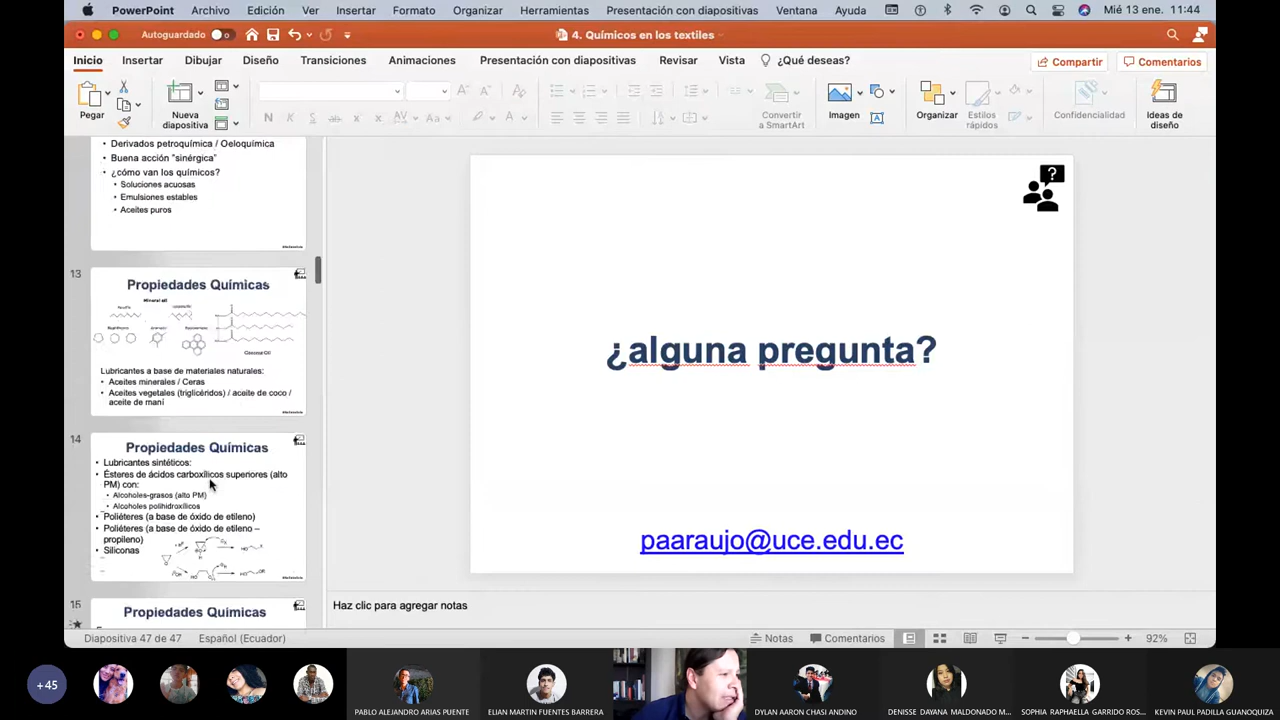 PowerPoint Archivo Edición Ver Insertar Formato Organizar Herramientas Presentación con diapositivas Ventana Ayuda Mié 13 ene. 11:44
Autoguardado 4. Químicos en los textiles
Inicio Insertar Dibujar Diseño Transiciones Animaciones Presentación con diapositivas Revisar Vista ¿Qué deseas? Compartir Comentarios
Pegar Nueva diapositiva Convertir a SmartArt Imagen Organizar Estilos rápidos Confidencialidad Ideas de diseño
Derivados petroquímica / Oeloquímica
Buena acción "sinérgica"
¿cómo van los químicos?
Soluciones acuosas
Emulsiones estables
Aceites puros
13
Propiedades Químicas
Mineral oil
Coconut Oil
Lubricantes a base de materiales naturales:
Aceites minerales / Ceras
Aceites vegetales (triglicéridos) / aceite de coco /
aceite de maní
14
Propiedades Químicas
Lubricantes sintéticos:
Ésteres de ácidos carboxílicos superiores (alto
PM) con:
Alcoholes-grasos (alto PM)
Alcoholes polihidroxílicos
Poliéteres (a base de óxido de etileno)
Poliéteres (a base de óxido de etileno –
propileno)
Siliconas
15
Propiedades Químicas
¿alguna pregunta?
paaraujo@uce.edu.ec
Haz clic para agregar notas
Diapositiva 47 de 47 Español (Ecuador) Notas Comentarios 92%
+45
PABLO ALEJANDRO ARIAS PUENTE
ELIAN MARTIN FUENTES BARRERA
DYLAN AARON CHASI ANDINO
DENISSE DAYANA MALDONADO M...
SOPHIA RAPHAELLA GARRIDO ROS...
KEVIN PAUL PADILLA GUANOQUIZA